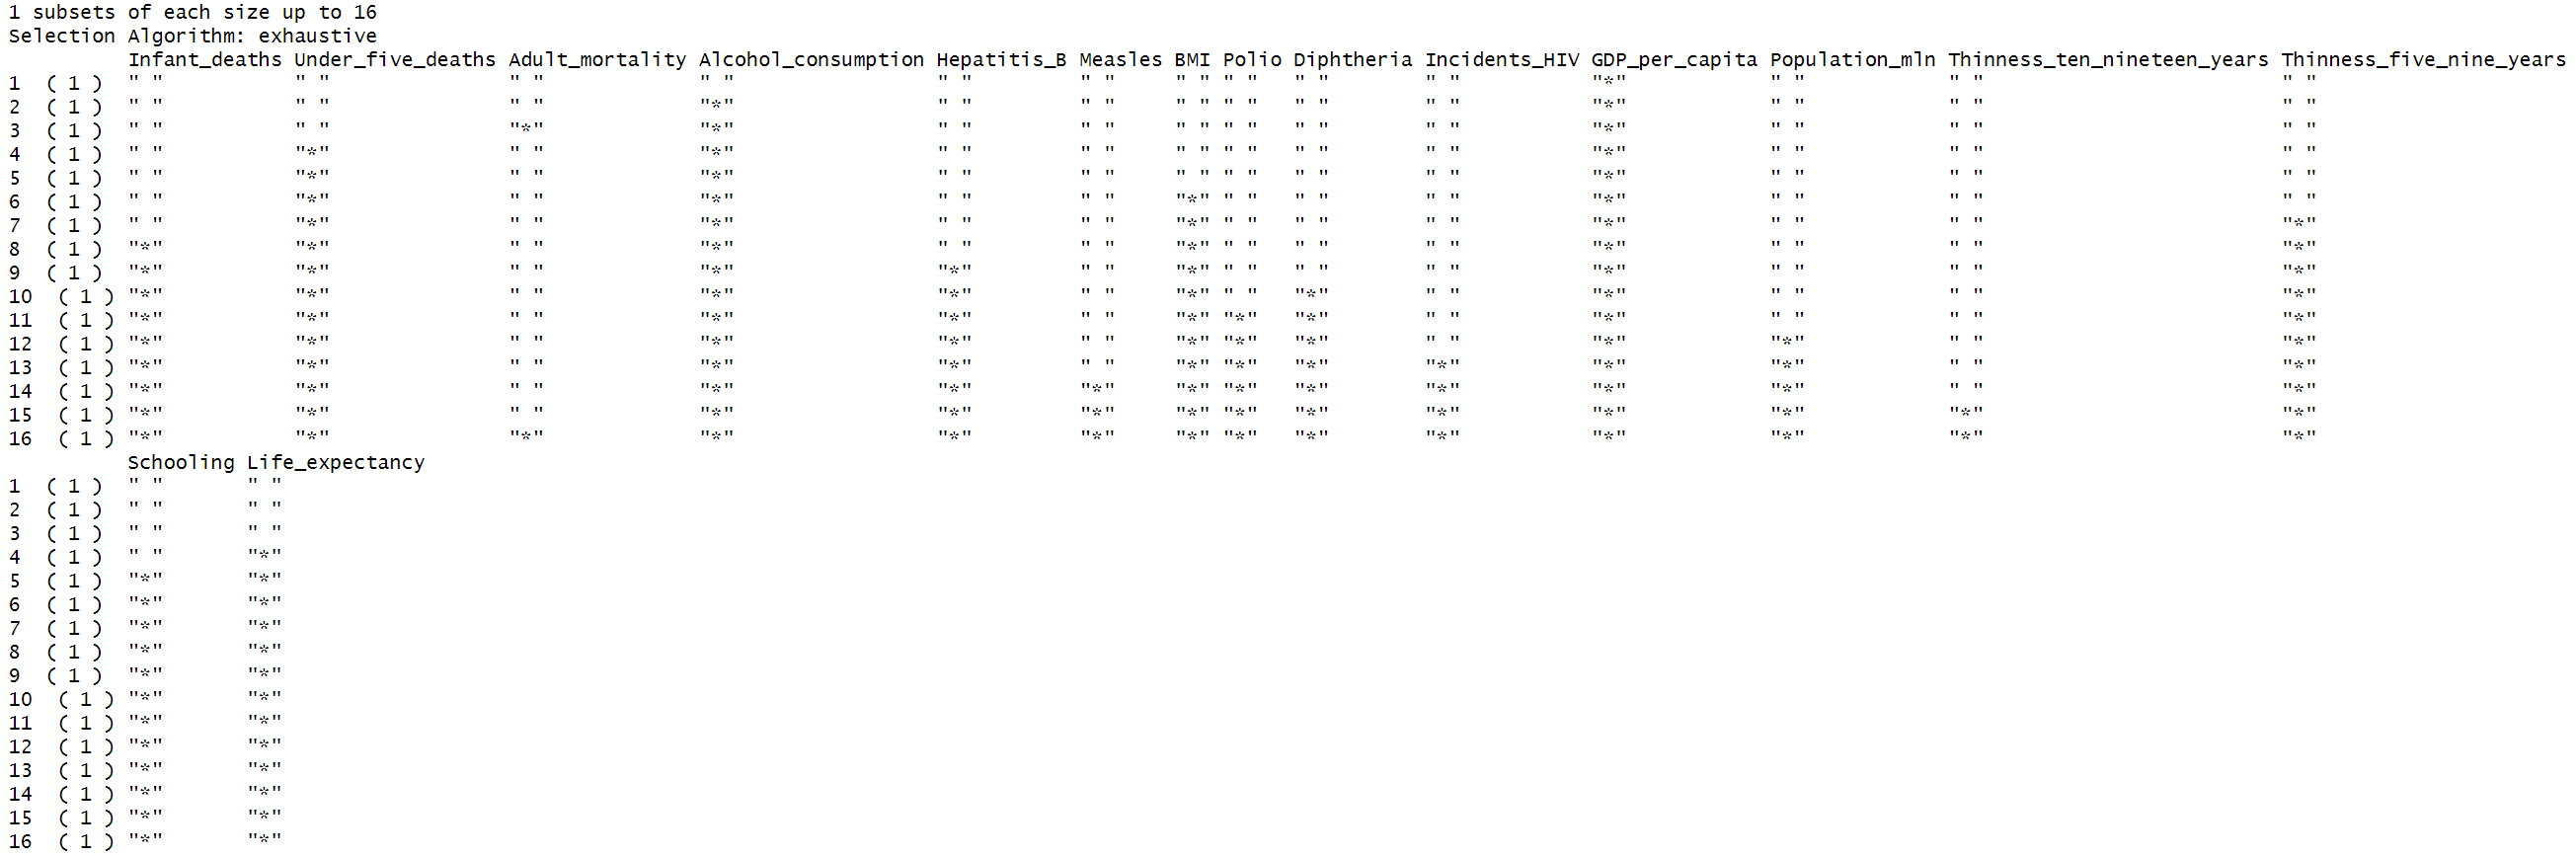 1 subsets of each size up to 16
Selection Algorithm: exhaustive
          Infant_deaths Under_five_deaths Adult_mortality Alcohol_consumption Hepatitis_B Measles BMI Polio Diphtheria Incidents_HIV GDP_per_capita Population_mln Thinness_ten_nineteen_years Thinness_five_nine_years
1  ( 1 )  " " " " " " " " " " " " " " " " " " " " "*" " " " " " "
2  ( 1 )  " " " " " " "*" " " " " " " " " " " " " "*" " " " " " "
3  ( 1 )  " " " " "*" "*" " " " " " " " " " " " " "*" " " " " " "
4  ( 1 )  " " "*" " " "*" " " " " " " " " " " " " "*" " " " " " "
5  ( 1 )  " " "*" " " "*" " " " " " " " " " " " " "*" " " " " " "
6  ( 1 )  " " "*" " " "*" " " " " "*" " " " " " " "*" " " " " " "
7  ( 1 )  " " "*" " " "*" " " " " "*" " " " " " " "*" " " " " "*"
8  ( 1 )  "*" "*" " " "*" " " " " "*" " " " " " " "*" " " " " "*"
9  ( 1 )  "*" "*" " " "*" "*" " " "*" " " " " " " "*" " " " " "*"
10  ( 1 ) "*" "*" " " "*" "*" " " "*" " " "*" " " "*" " " " " "*"
11  ( 1 ) "*" "*" " " "*" "*" " " "*" "*" "*" " " "*" " " " " "*"
12  ( 1 ) "*" "*" " " "*" "*" " " "*" "*" "*" " " "*" "*" " " "*"
13  ( 1 ) "*" "*" " " "*" "*" " " "*" "*" "*" "*" "*" "*" " " "*"
14  ( 1 ) "*" "*" " " "*" "*" "*" "*" "*" "*" "*" "*" "*" " " "*"
15  ( 1 ) "*" "*" " " "*" "*" "*" "*" "*" "*" "*" "*" "*" "*" "*"
16  ( 1 ) "*" "*" "*" "*" "*" "*" "*" "*" "*" "*" "*" "*" "*" "*"
          Schooling Life_expectancy
1  ( 1 )  " " " "
2  ( 1 )  " " " "
3  ( 1 )  " " " "
4  ( 1 )  " " "*"
5  ( 1 )  "*" "*"
6  ( 1 )  "*" "*"
7  ( 1 )  "*" "*"
8  ( 1 )  "*" "*"
9  ( 1 )  "*" "*"
10  ( 1 ) "*" "*"
11  ( 1 ) "*" "*"
12  ( 1 ) "*" "*"
13  ( 1 ) "*" "*"
14  ( 1 ) "*" "*"
15  ( 1 ) "*" "*"
16  ( 1 ) "*" "*"